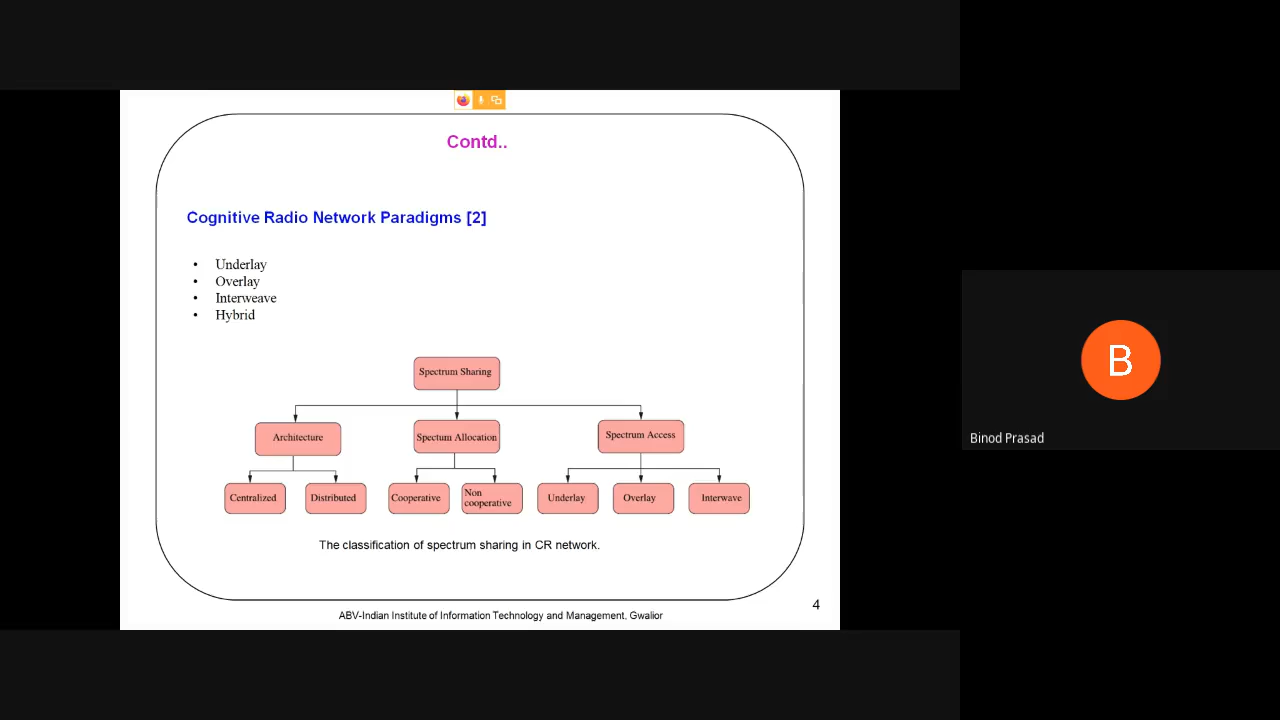 Contd..
Cognitive Radio Network Paradigms [2]
• Underlay
• Overlay
• Interweave
• Hybrid
Spectrum Sharing
Architecture
Spectum Allocation
Spectrum Access
Centralized
Distributed
Cooperative
Non
cooperative
Underlay
Overlay
Interwave
The classification of spectrum sharing in CR network.
ABV-Indian Institute of Information Technology and Management, Gwalior
4
B
Binod Prasad